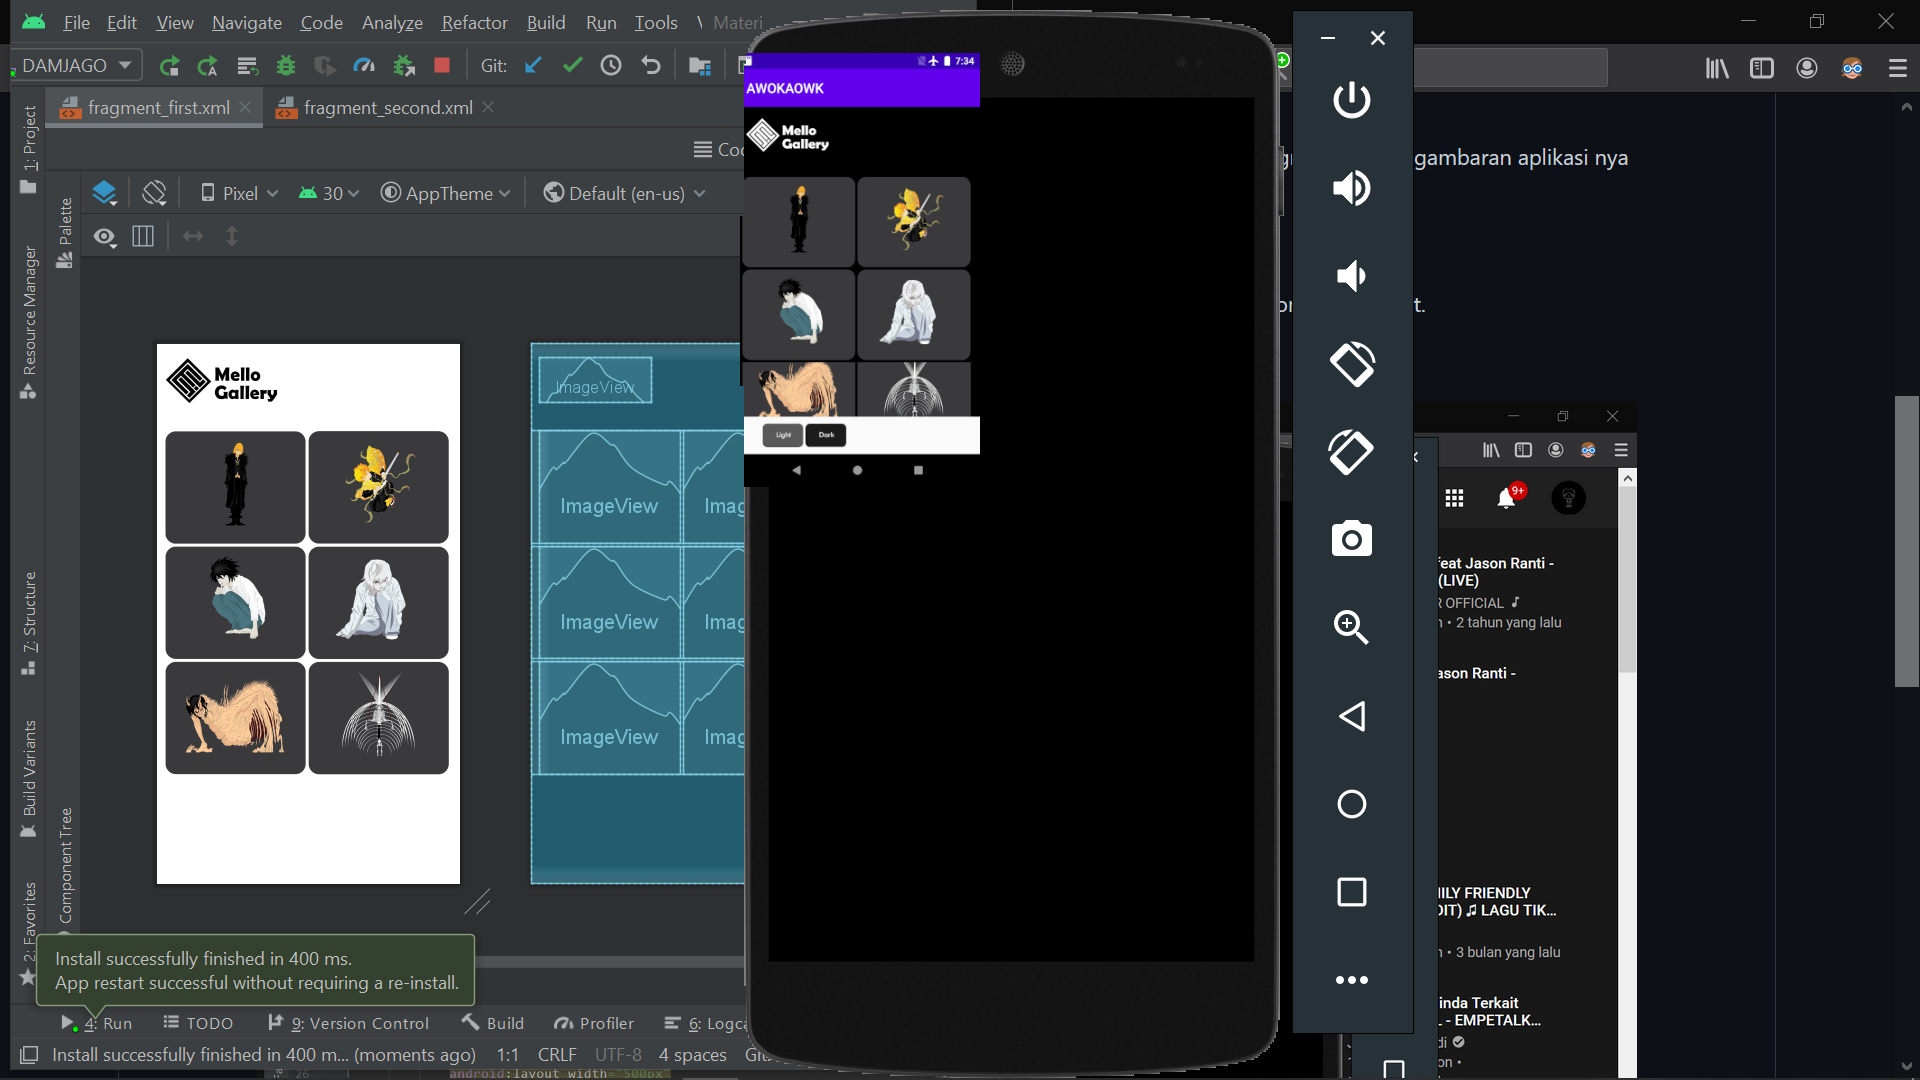 File Edit View Navigate Code Analyze Refactor Build Run Tools Materi
DAMJAGO Git:
fragment_first.xml fragment_second.xml
Pixel 30 AppTheme Default (en-us)
1: Project
Resource Manager
7: Structure
Build Variants
2: Favorites
Palette
Component Tree
Mello
Gallery
ImageView
ImageView
ImageView
ImageView
Install successfully finished in 400 ms.
App restart successful without requiring a re-install.
4: Run TODO 9: Version Control Build Profiler 6: Logca
Install successfully finished in 400 m... (moments ago) 1:1 CRLF UTF-8 4 spaces Git
26 android:layout_width="500px"
7:34
AWOKAOWK
Mello
Gallery
Light Dark
gambaran aplikasi nya
t.
9+
feat Jason Ranti -
(LIVE)
R OFFICIAL
2 tahun yang lalu
ason Ranti -
ILY FRIENDLY
DIT) ♫ LAGU TIK...
3 bulan yang lalu
inda Terkait
- EMPETALK...
di
on •